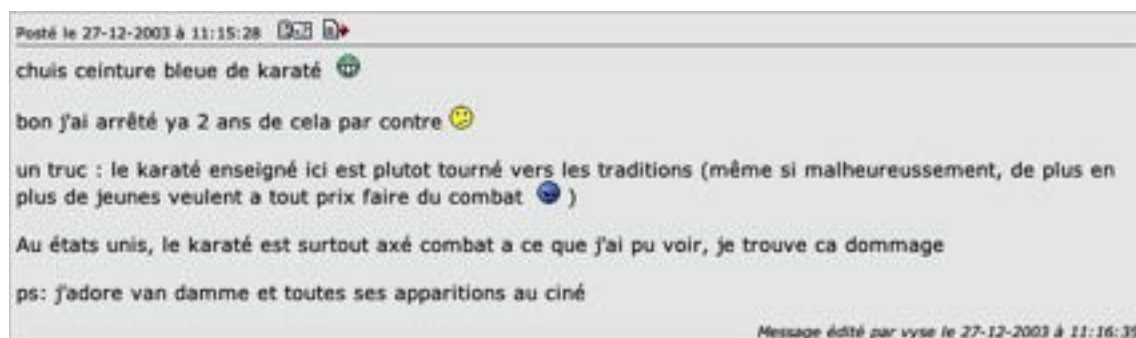 Posté le 27-12-2003 à 11:15:28
chuis ceinture bleue de karaté
bon j'ai arrêté ya 2 ans de cela par contre
un truc : le karaté enseigné ici est plutot tourné vers les traditions (même si malheureussement, de plus en
plus de jeunes veulent a tout prix faire du combat )
Au états unis, le karaté est surtout axé combat a ce que j'ai pu voir, je trouve ca dommage
ps: j'adore van damme et toutes ses apparitions au ciné
Message édité par vyse le 27-12-2003 à 11:16:39